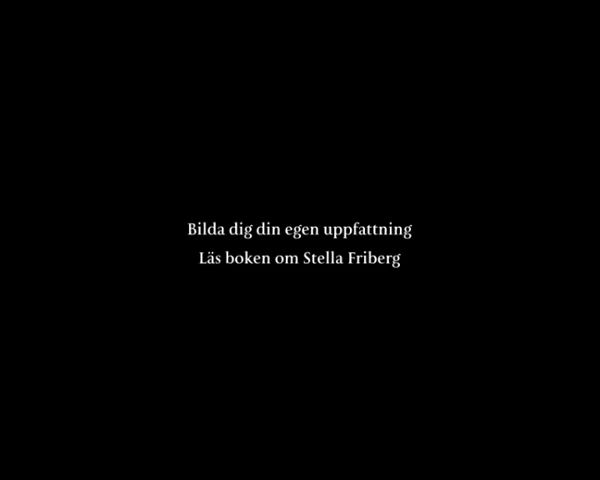 Bilda dig din egen uppfattning
Läs boken om Stella Friberg